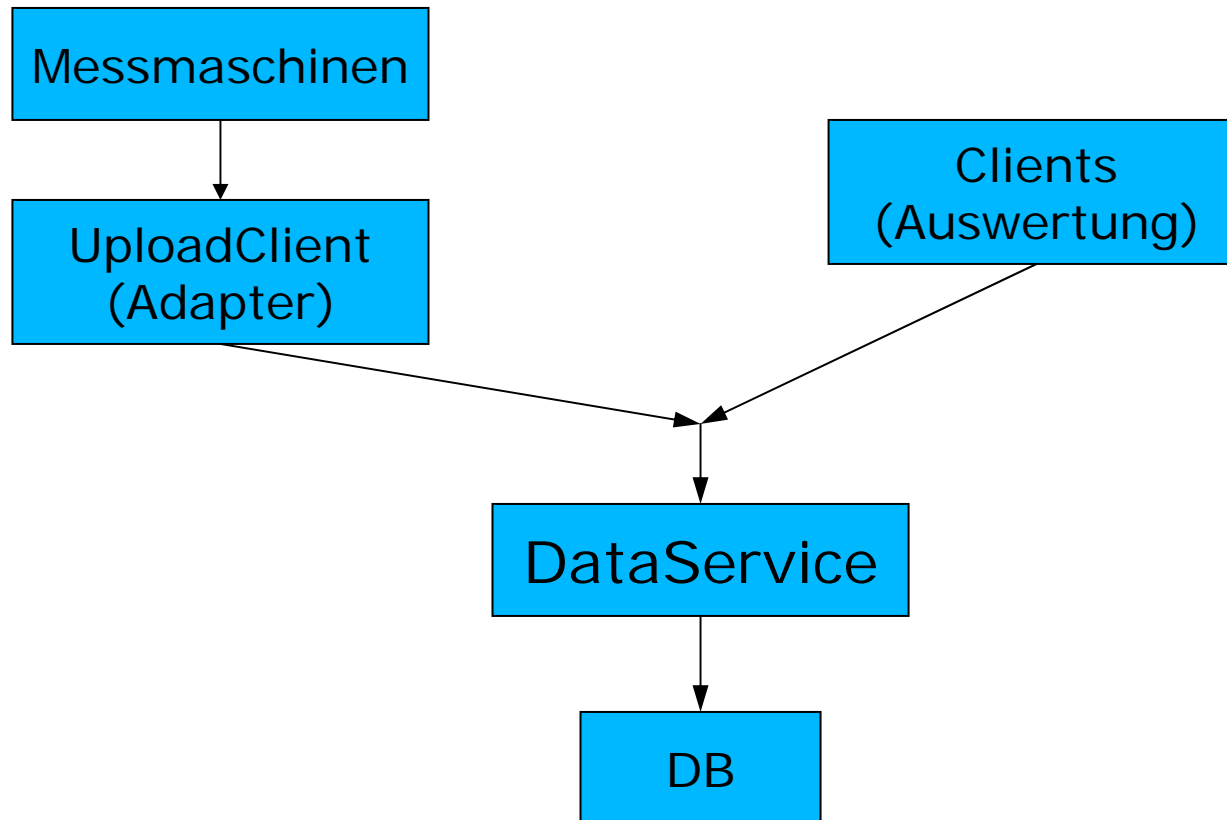 Messmaschinen
UploadClient
(Adapter)
Clients
(Auswertung)
DataService
DB